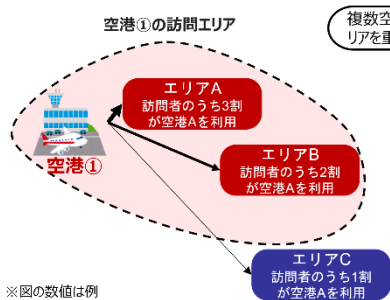 空港①の訪問エリア
複数空
リアを重
エリアA
訪問者のうち3割
が空港Aを利用
空港①
エリアB
訪問者のうち2割
が空港Aを利用
エリアC
訪問者のうち1割
が空港Aを利用
※図の数値は例